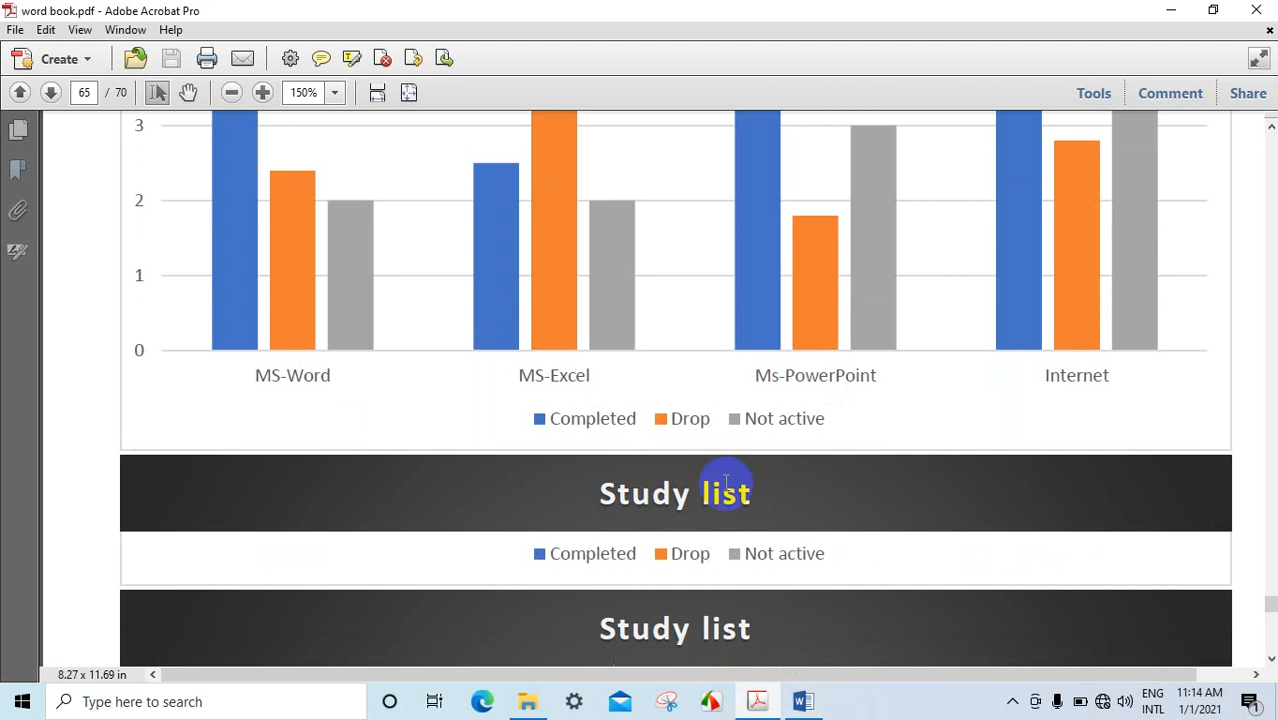 word book.pdf - Adobe Acrobat Pro
File Edit Window Help
Create
65 / 70 150% Tools Comment Share
3
2
1
0
MS-Word MS-Excel Ms-PowerPoint Internet
Completed Drop Not active
Study list
Completed Drop Not active
Study list
8.27 x 11.69 in
Type here to search
ENG 11:14 AM
INTL 1/1/2021